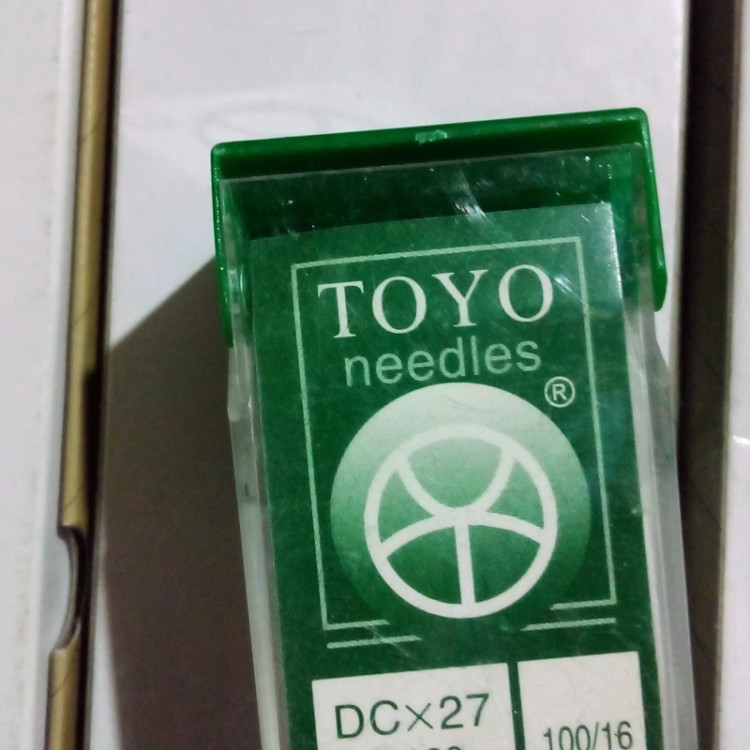 TOYO
needles
®
DC×27
100/16